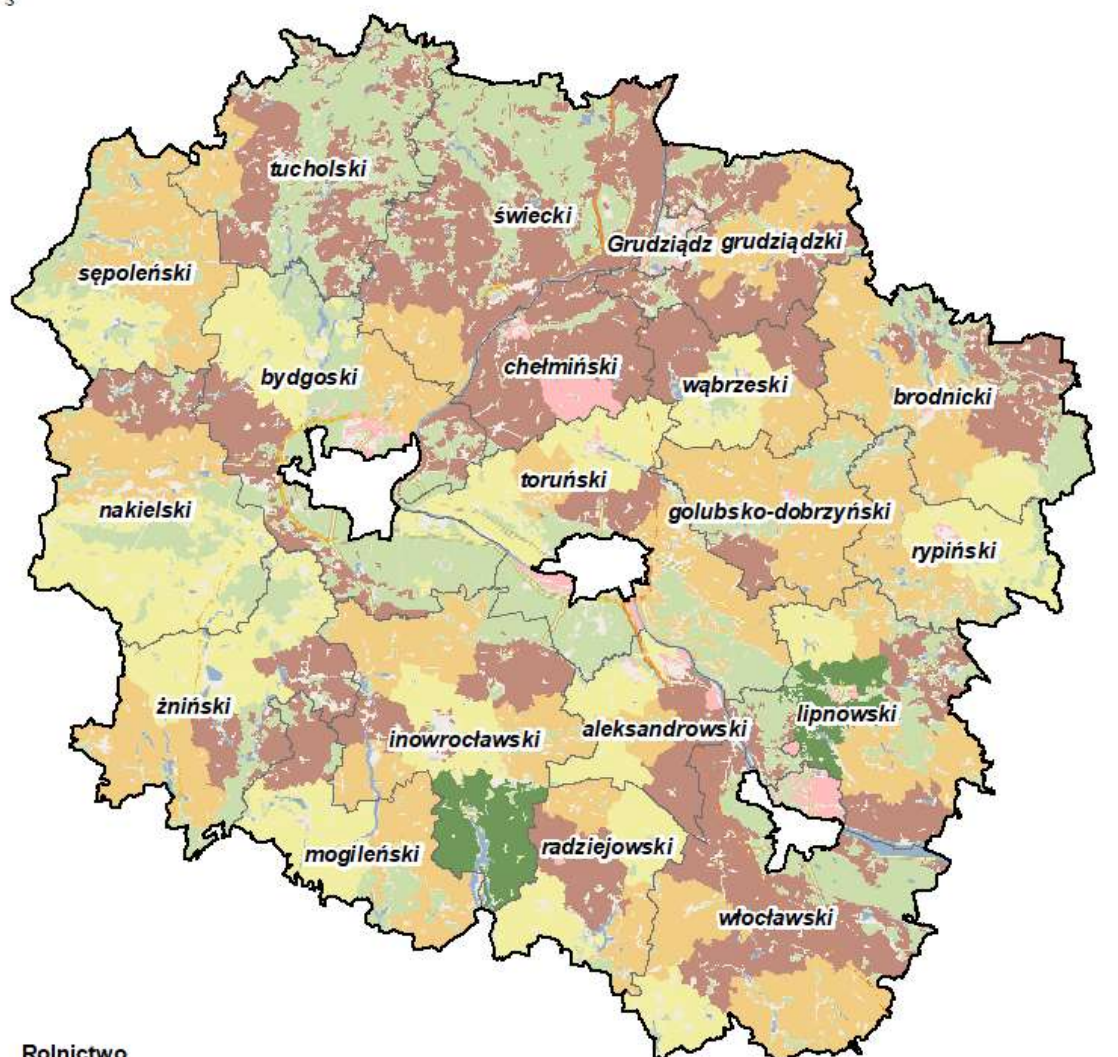 tucholski
świecki
Grudziądz grudziądzki
sępoleński
chełmiński
bydgoski
wąbrzeski
brodnicki
toruński
nakielski
golubsko-dobrzyński
rypiński
żniński
lipnowski
aleksandrowski
inowrocławski
radziejowski
mogileński
włocławski
Rolnictwo